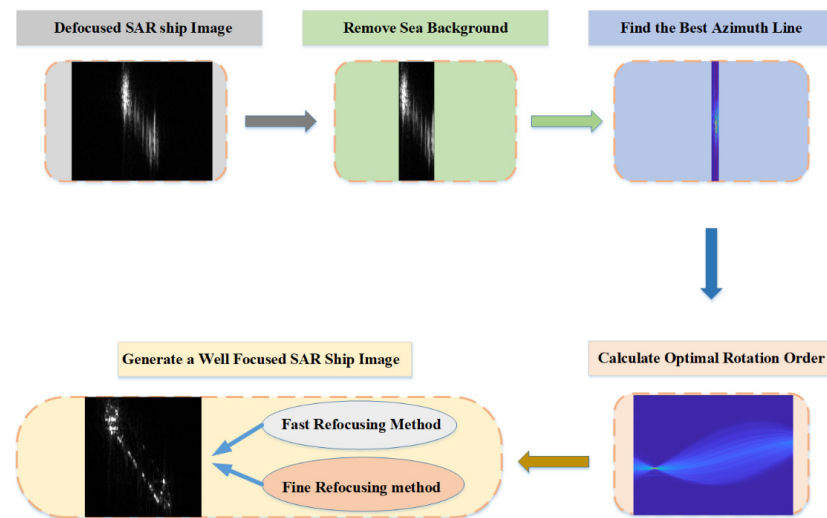 Defocused SAR ship Image
Remove Sea Background
Find the Best Azimuth Line
Calculate Optimal Rotation Order
Generate a Well Focused SAR Ship Image
Fast Refocusing Method
Fine Refocusing method